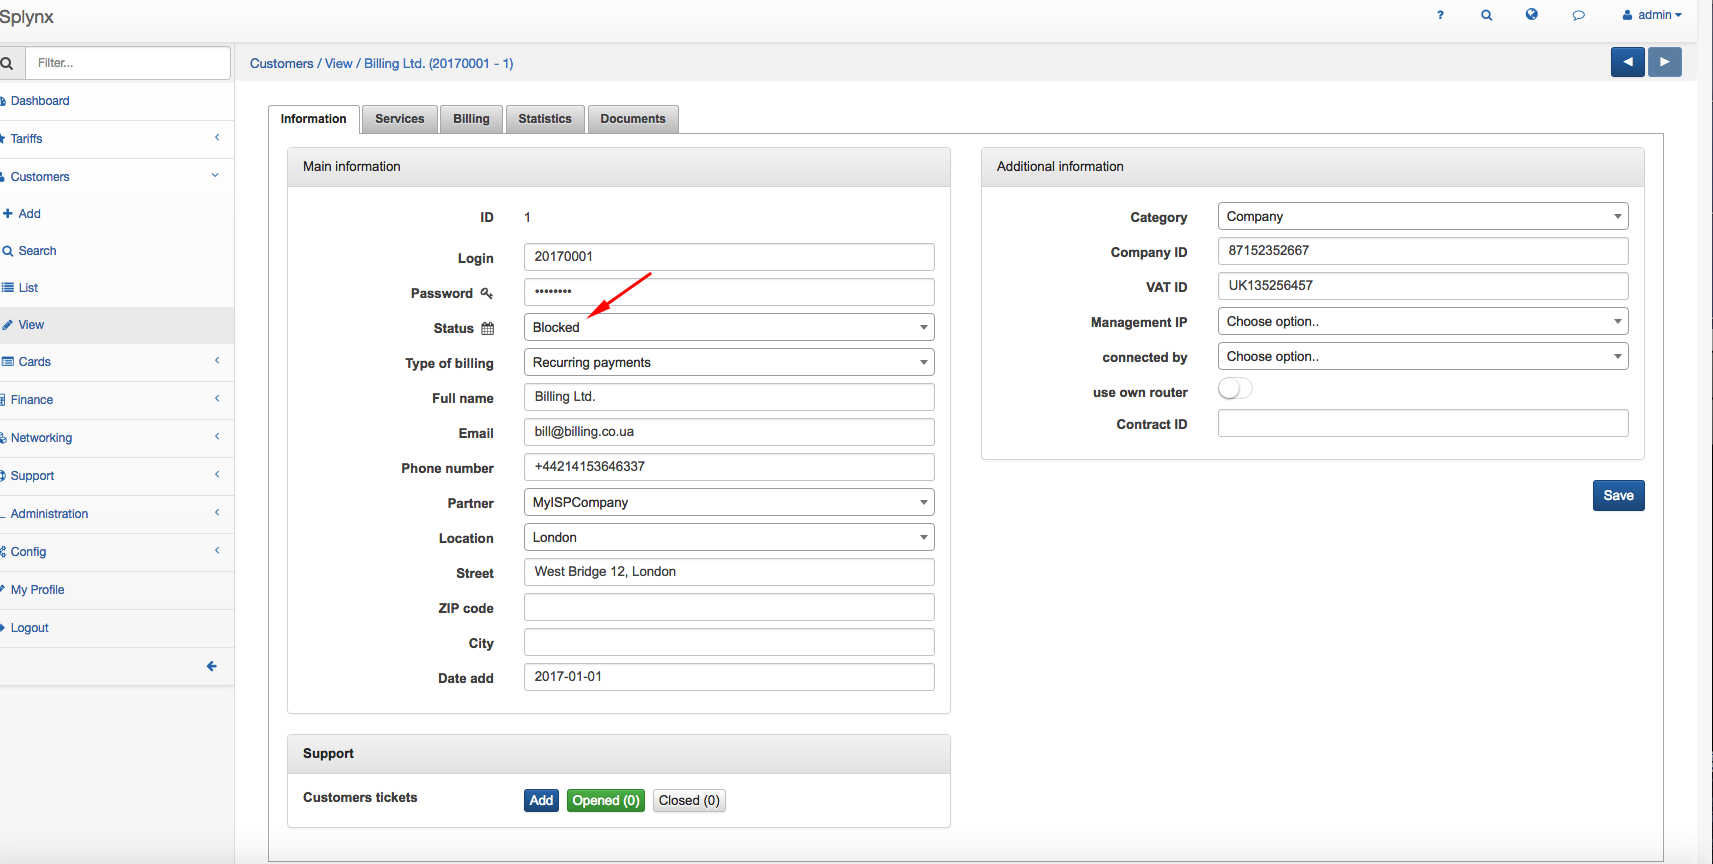 Splynx
? admin
Filter...
Customers / View / Billing Ltd. (20170001 - 1)
Dashboard
Tariffs
Customers
Add
Search
List
View
Cards
Finance
Networking
Support
Administration
Config
My Profile
Logout
Information Services Billing Statistics Documents
Main information
ID 1
Login 20170001
Password ••••••••
Status Blocked
Type of billing Recurring payments
Full name Billing Ltd.
Email bill@billing.co.ua
Phone number +44214153646337
Partner MyISPCompany
Location London
Street West Bridge 12, London
ZIP code
City
Date add 2017-01-01
Additional information
Category Company
Company ID 87152352667
VAT ID UK135256457
Management IP Choose option..
connected by Choose option..
use own router
Contract ID
Save
Support
Customers tickets Add Opened (0) Closed (0)